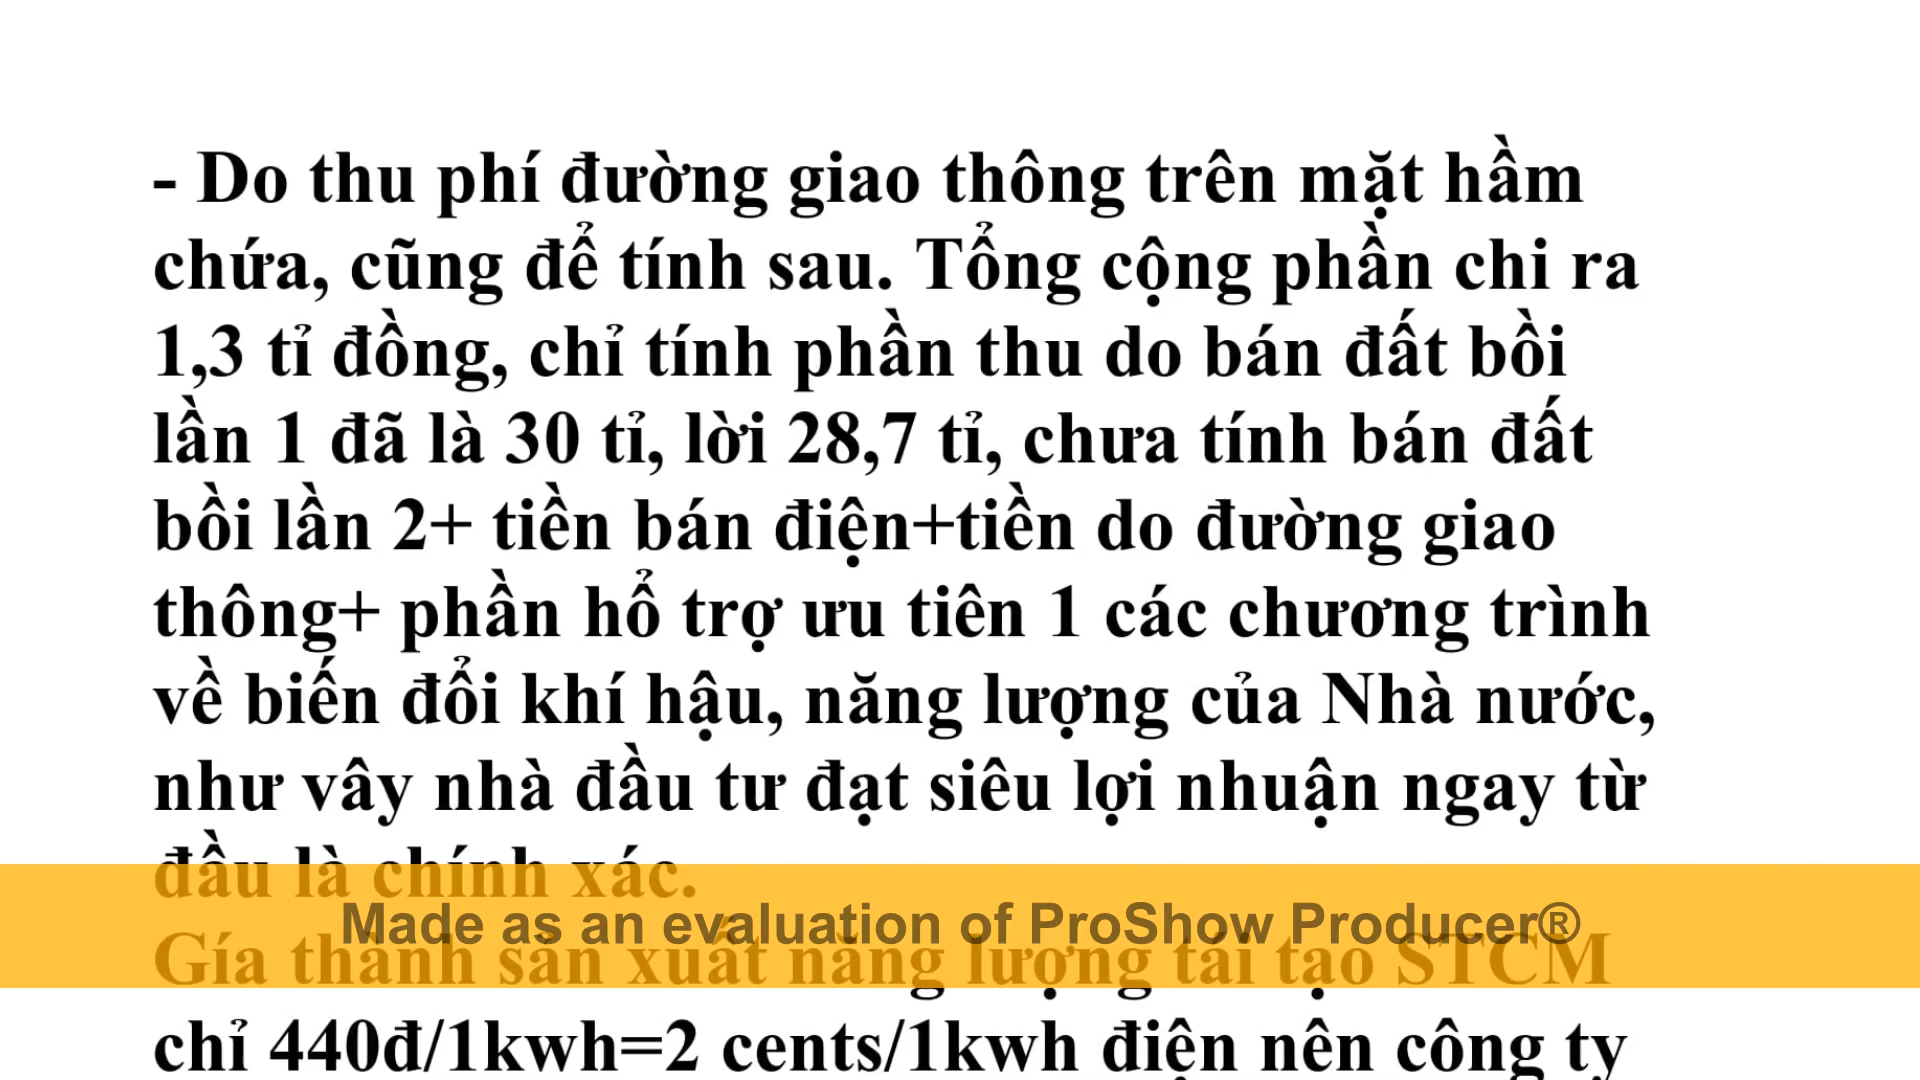 - Do thu phí đường giao thông trên mặt hầm
chứa, cũng để tính sau. Tổng cộng phần chi ra
1,3 tỉ đồng, chỉ tính phần thu do bán đất bồi
lần 1 đã là 30 tỉ, lời 28,7 tỉ, chưa tính bán đất
bồi lần 2+ tiền bán điện+tiền do đường giao
thông+ phần hổ trợ ưu tiên 1 các chương trình
về biến đổi khí hậu, năng lượng của Nhà nước,
như vây nhà đầu tư đạt siêu lợi nhuận ngay từ
đầu là chính xác.
Made as an evaluation of ProShow Producer®
Gía thành sản xuất năng lượng tái tạo STCM
chỉ 440đ/1kwh=2 cents/1kwh điện nên công ty